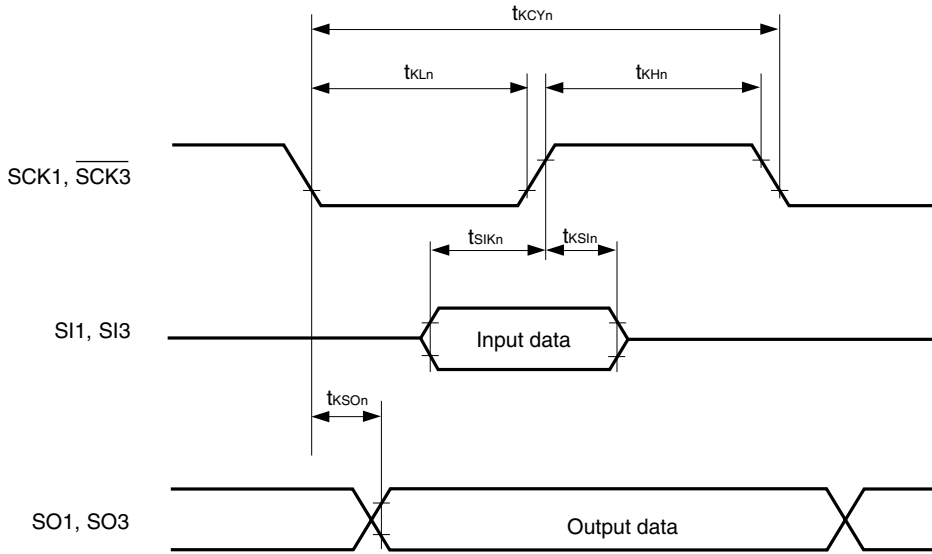 tKCYn
tKLn tKHn
SCK1, SCK3
tSIKn tKSIn
SI1, SI3 Input data
tKSOn
SO1, SO3 Output data